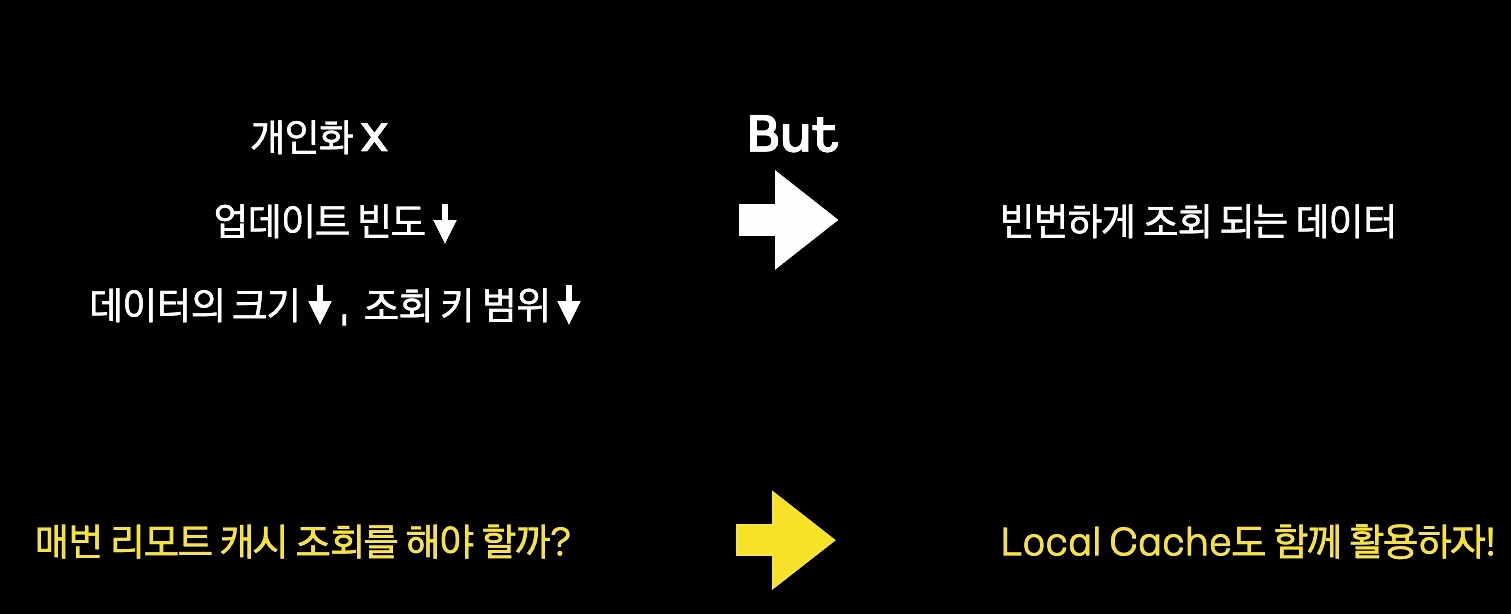 개인화 X
But
업데이트 빈도 ↓
빈번하게 조회 되는 데이터
데이터의 크기 ↓, 조회 키 범위 ↓
매번 리모트 캐시 조회를 해야 할까?
Local Cache도 함께 활용하자!